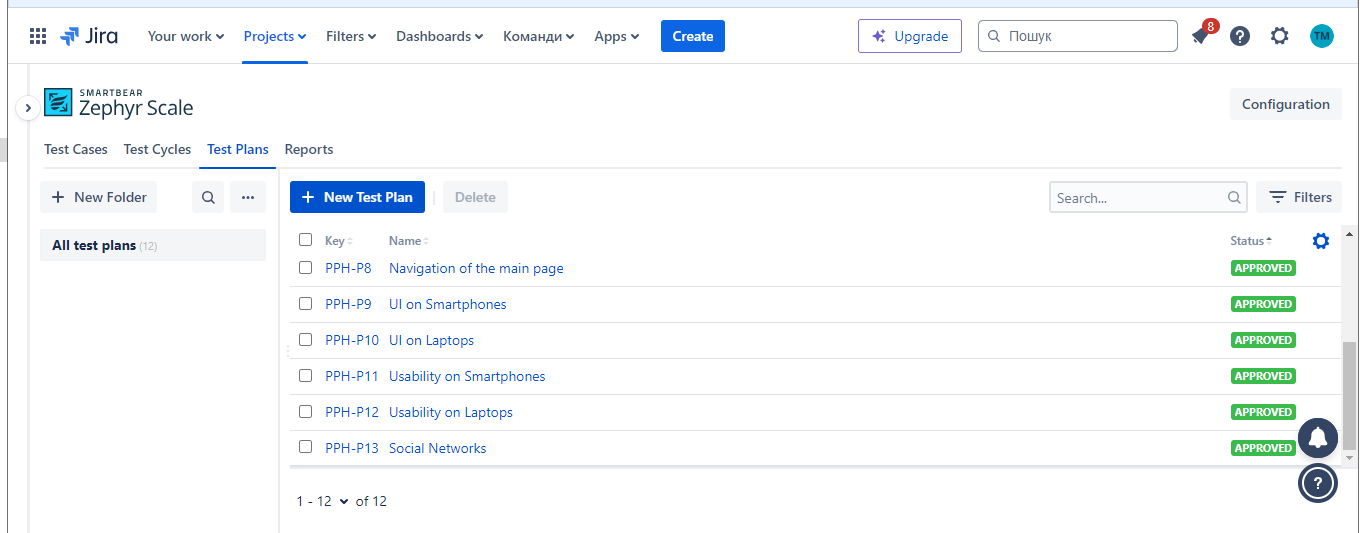 Jira Your work Projects Filters Dashboards Команди Apps Create Upgrade Пошук 8 ? TM
SMARTBEAR
Zephyr Scale
Configuration
Test Cases Test Cycles Test Plans Reports
+ New Folder ... + New Test Plan Delete Search... Filters
All test plans (12)
Key Name Status
PPH-P8 Navigation of the main page APPROVED
PPH-P9 UI on Smartphones APPROVED
PPH-P10 UI on Laptops APPROVED
PPH-P11 Usability on Smartphones APPROVED
PPH-P12 Usability on Laptops APPROVED
PPH-P13 Social Networks APPROVED
?
1 - 12 of 12